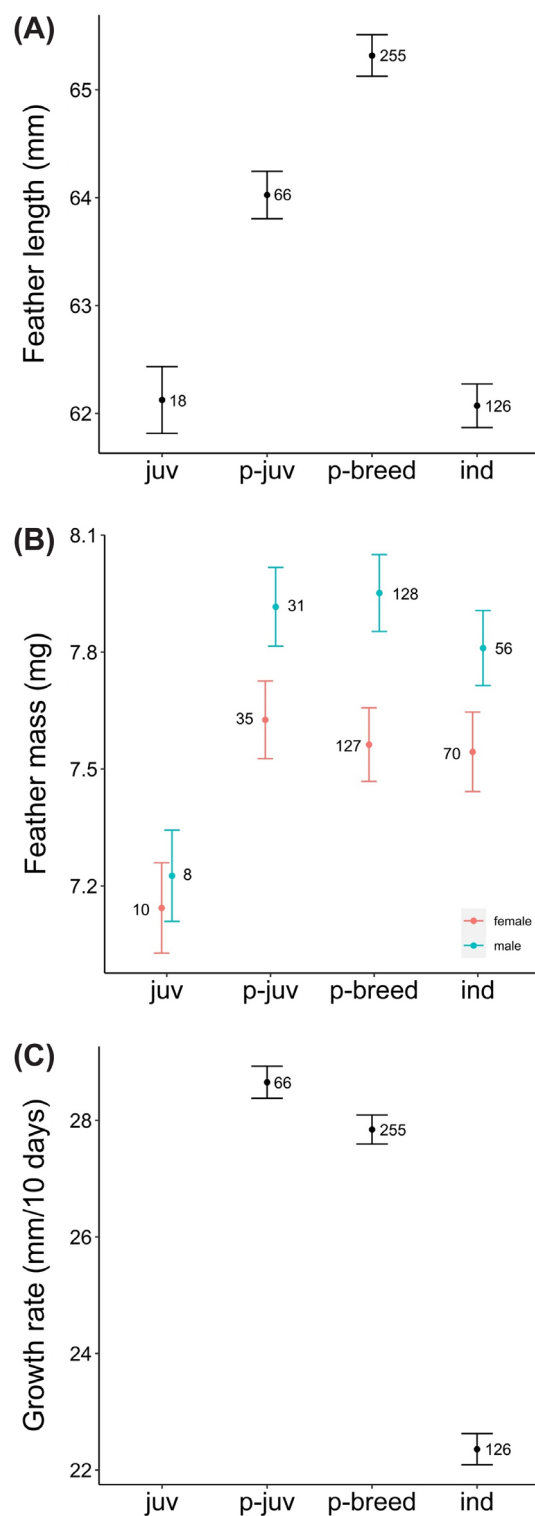 (A)
Feather length (mm)
65
64
63
62
255
66
18
126
juv p-juv p-breed ind
(B)
Feather mass (mg)
8.1
7.8
7.5
7.2
31
128
56
35
127
70
8
10
female
male
juv p-juv p-breed ind
(C)
Growth rate (mm/10 days)
28
26
24
22
66
255
126
juv p-juv p-breed ind